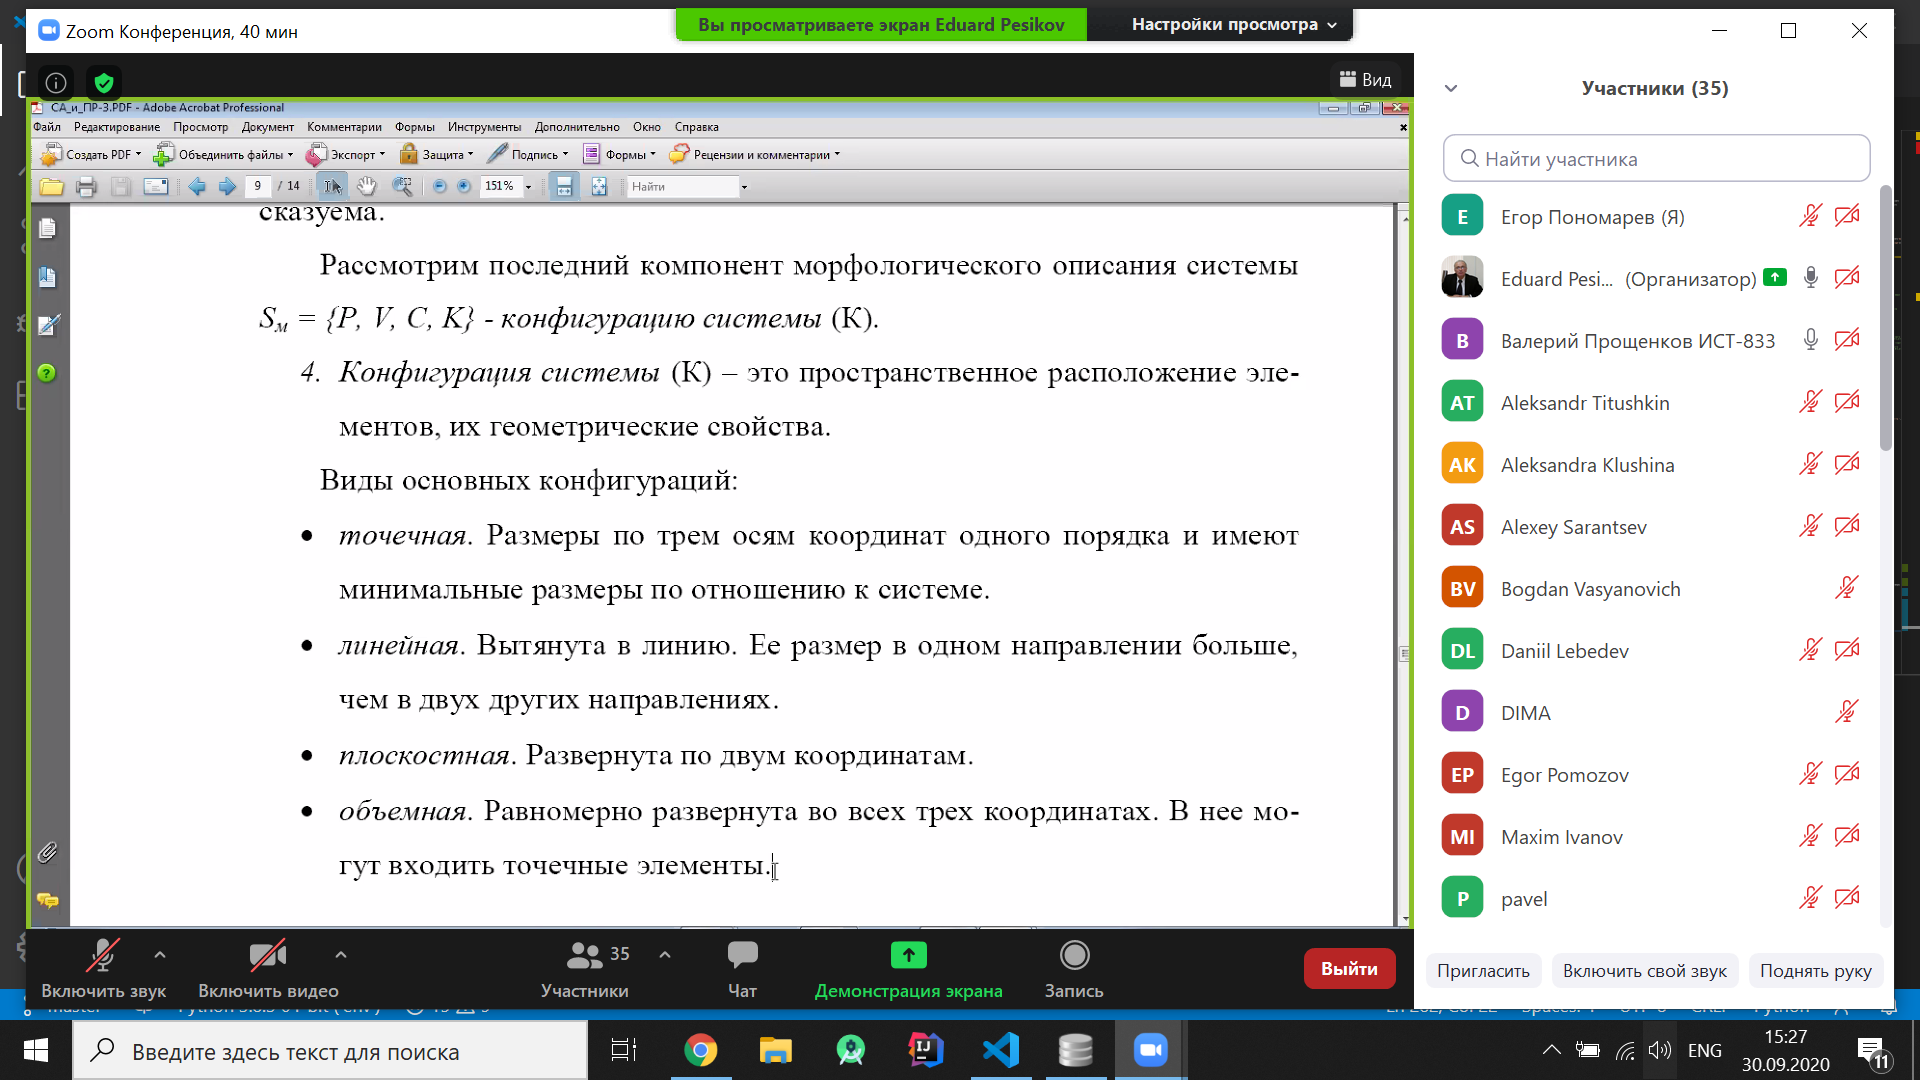 Zoom Конференция, 40 мин
Вы просматриваете экран Eduard Pesikov
Настройки просмотра
Вид
СА_и_ПР-3.PDF - Adobe Acrobat Professional
Файл Редактирование Просмотр Документ Комментарии Формы Инструменты Дополнительно Окно Справка
Создать PDF Объединить файлы Экспорт Защита Подпись Формы Рецензии и комментарии
9 / 14 151% Найти
сказуема.
Рассмотрим последний компонент морфологического описания системы
Sм = {P, V, C, K} - конфигурацию системы (К).
4. Конфигурация системы (К) – это пространственное расположение эле-
ментов, их геометрические свойства.
Виды основных конфигураций:
• точечная. Размеры по трем осям координат одного порядка и имеют
минимальные размеры по отношению к системе.
• линейная. Вытянута в линию. Ее размер в одном направлении больше,
чем в двух других направлениях.
• плоскостная. Развернута по двум координатам.
• объемная. Равномерно развернута во всех трех координатах. В нее мо-
гут входить точечные элементы.
Включить звук
Включить видео
35
Участники
Чат
Демонстрация экрана
Запись
Выйти
Участники (35)
Найти участника
E Егор Пономарев (Я)
Eduard Pesi... (Организатор)
В Валерий Прощенков ИСТ-833
AT Aleksandr Titushkin
AK Aleksandra Klushina
AS Alexey Sarantsev
BV Bogdan Vasyanovich
DL Daniil Lebedev
D DIMA
EP Egor Pomozov
MI Maxim Ivanov
P pavel
Пригласить
Включить свой звук
Поднять руку
Введите здесь текст для поиска
ENG
15:27
30.09.2020
11